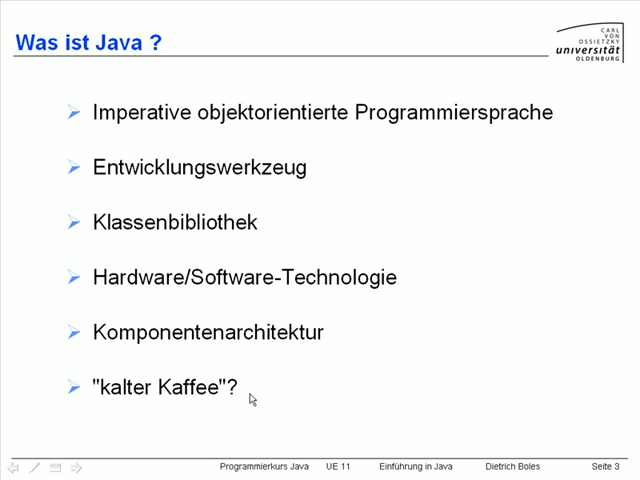 Was ist Java ?
CARL
VON
OSSIETZKY
universität
OLDENBURG
Imperative objektorientierte Programmiersprache
Entwicklungswerkzeug
Klassenbibliothek
Hardware/Software-Technologie
Komponentenarchitektur
"kalter Kaffee"?
Programmierkurs Java UE 11 Einführung in Java Dietrich Boles Seite 3